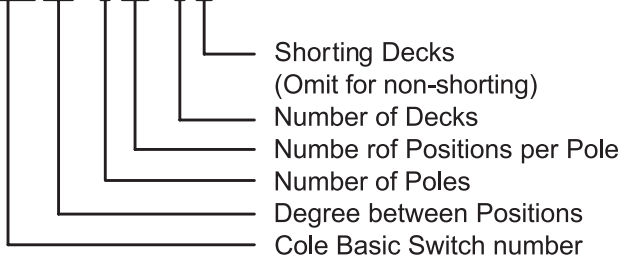 Shorting Decks
(Omit for non-shorting)
Number of Decks
Numbe rof Positions per Pole
Number of Poles
Degree between Positions
Cole Basic Switch number